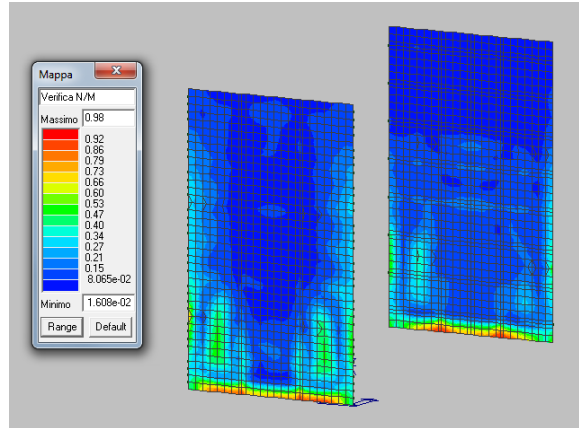 Mappa
Verifica N/M
Massimo 0.98
0.92
0.86
0.79
0.73
0.66
0.60
0.53
0.47
0.40
0.34
0.27
0.21
0.15
8.065e-02
Minimo 1.608e-02
Range Default